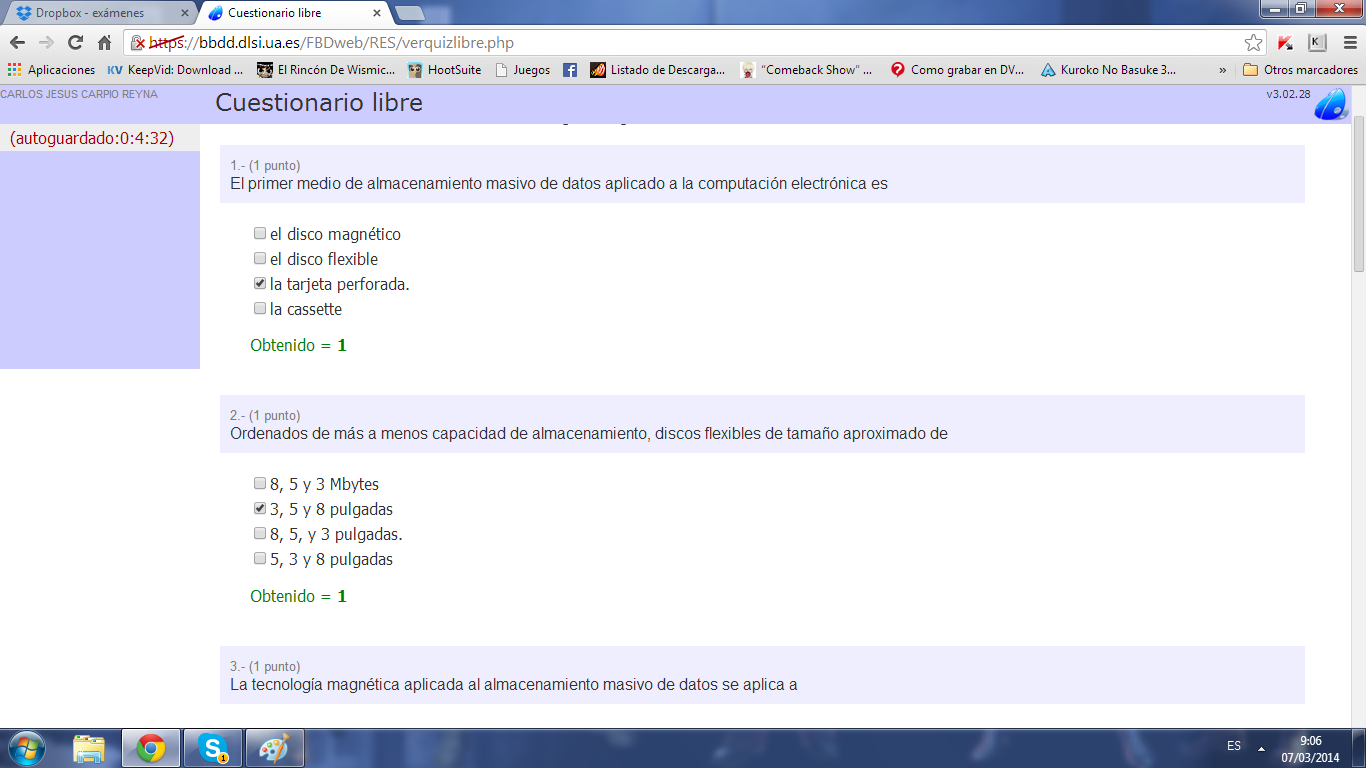 Dropbox - exámenes
Cuestionario libre
https://bbdd.dlsi.ua.es/FBDweb/RES/verquizlibre.php
Aplicaciones
KV KeepVid: Download ...
El Rincón De Wismic...
HootSuite
Juegos
Listado de Descarga...
"Comeback Show" ...
Como grabar en DV...
Kuroko No Basuke 3...
»
Otros marcadores
CARLOS JESUS CARPIO REYNA
Cuestionario libre
v3.02.28
(autoguardado:0:4:32)
1.- (1 punto)
El primer medio de almacenamiento masivo de datos aplicado a la computación electrónica es
el disco magnético
el disco flexible
la tarjeta perforada.
la cassette
Obtenido = 1
2.- (1 punto)
Ordenados de más a menos capacidad de almacenamiento, discos flexibles de tamaño aproximado de
8, 5 y 3 Mbytes
3, 5 y 8 pulgadas
8, 5, y 3 pulgadas.
5, 3 y 8 pulgadas
Obtenido = 1
3.- (1 punto)
La tecnología magnética aplicada al almacenamiento masivo de datos se aplica a
ES
9:06
07/03/2014